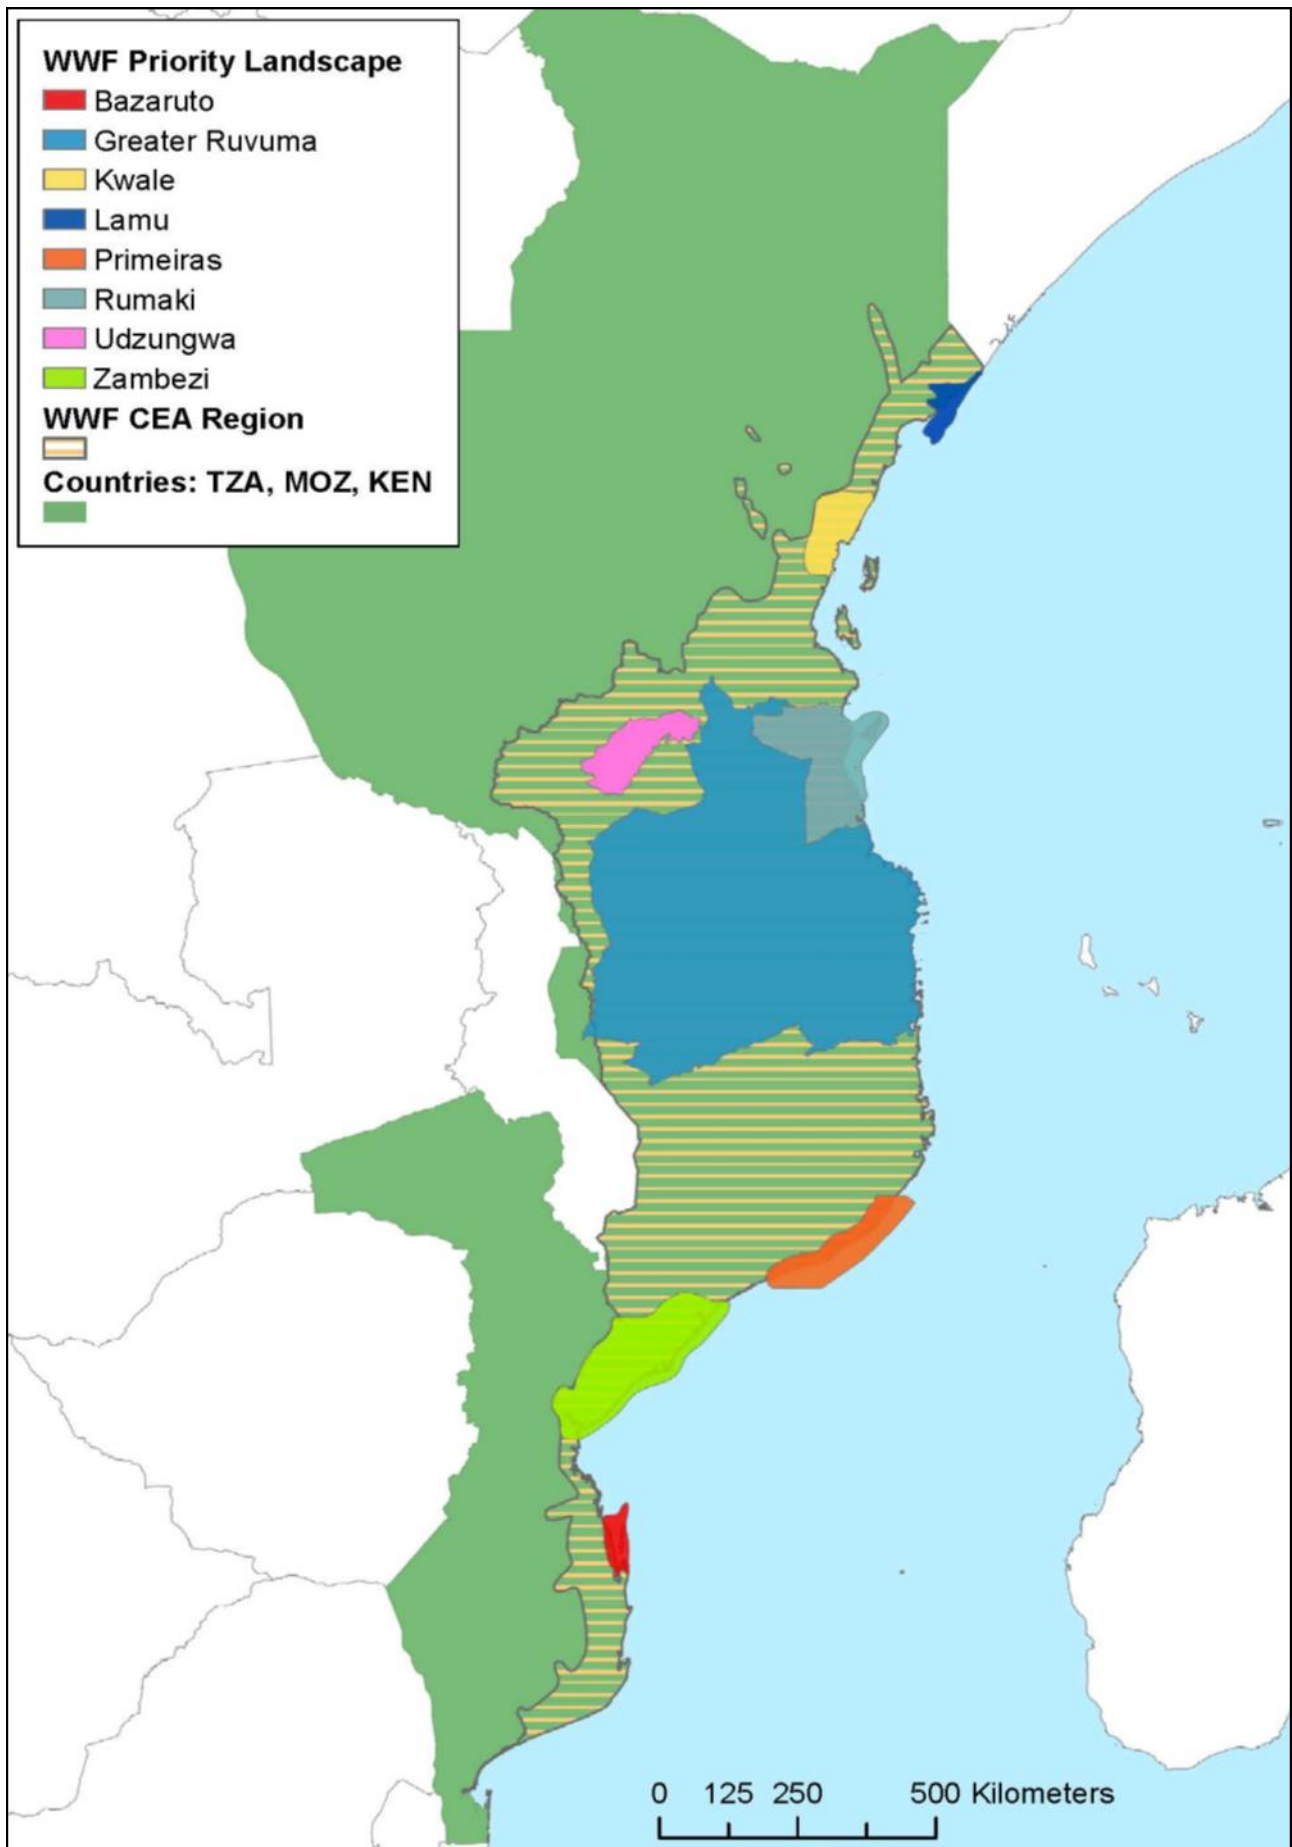 WWF Priority Landscape
Bazaruto
Greater Ruvuma
Kwale
Lamu
Primeiras
Rumaki
Udzungwa
Zambezi
WWF CEA Region
Countries: TZA, MOZ, KEN
0 125 250 500 Kilometers